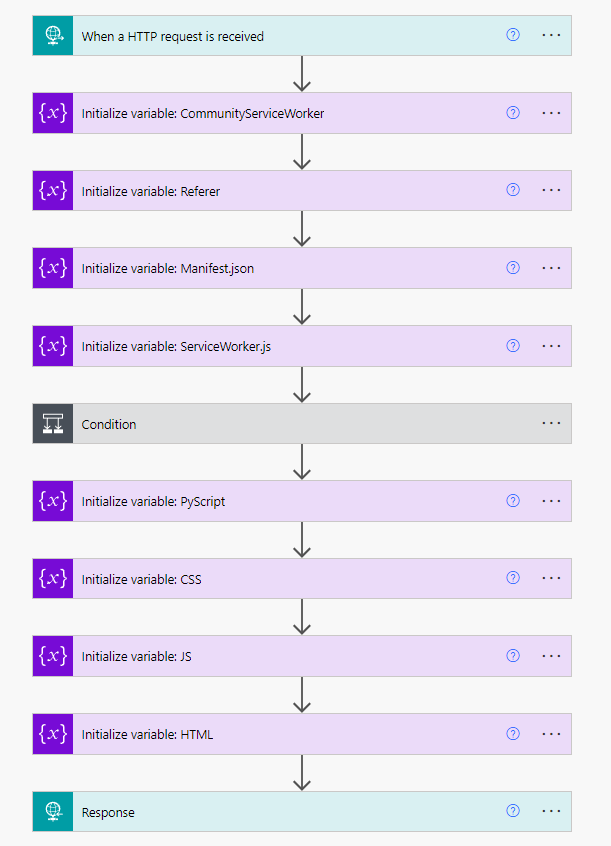 When a HTTP request is received
{x} Initialize variable: CommunityServiceWorker
{x} Initialize variable: Referer
{x} Initialize variable: Manifest.json
{x} Initialize variable: ServiceWorker.js
Condition
{x} Initialize variable: PyScript
{x} Initialize variable: CSS
{x} Initialize variable: JS
{x} Initialize variable: HTML
Response